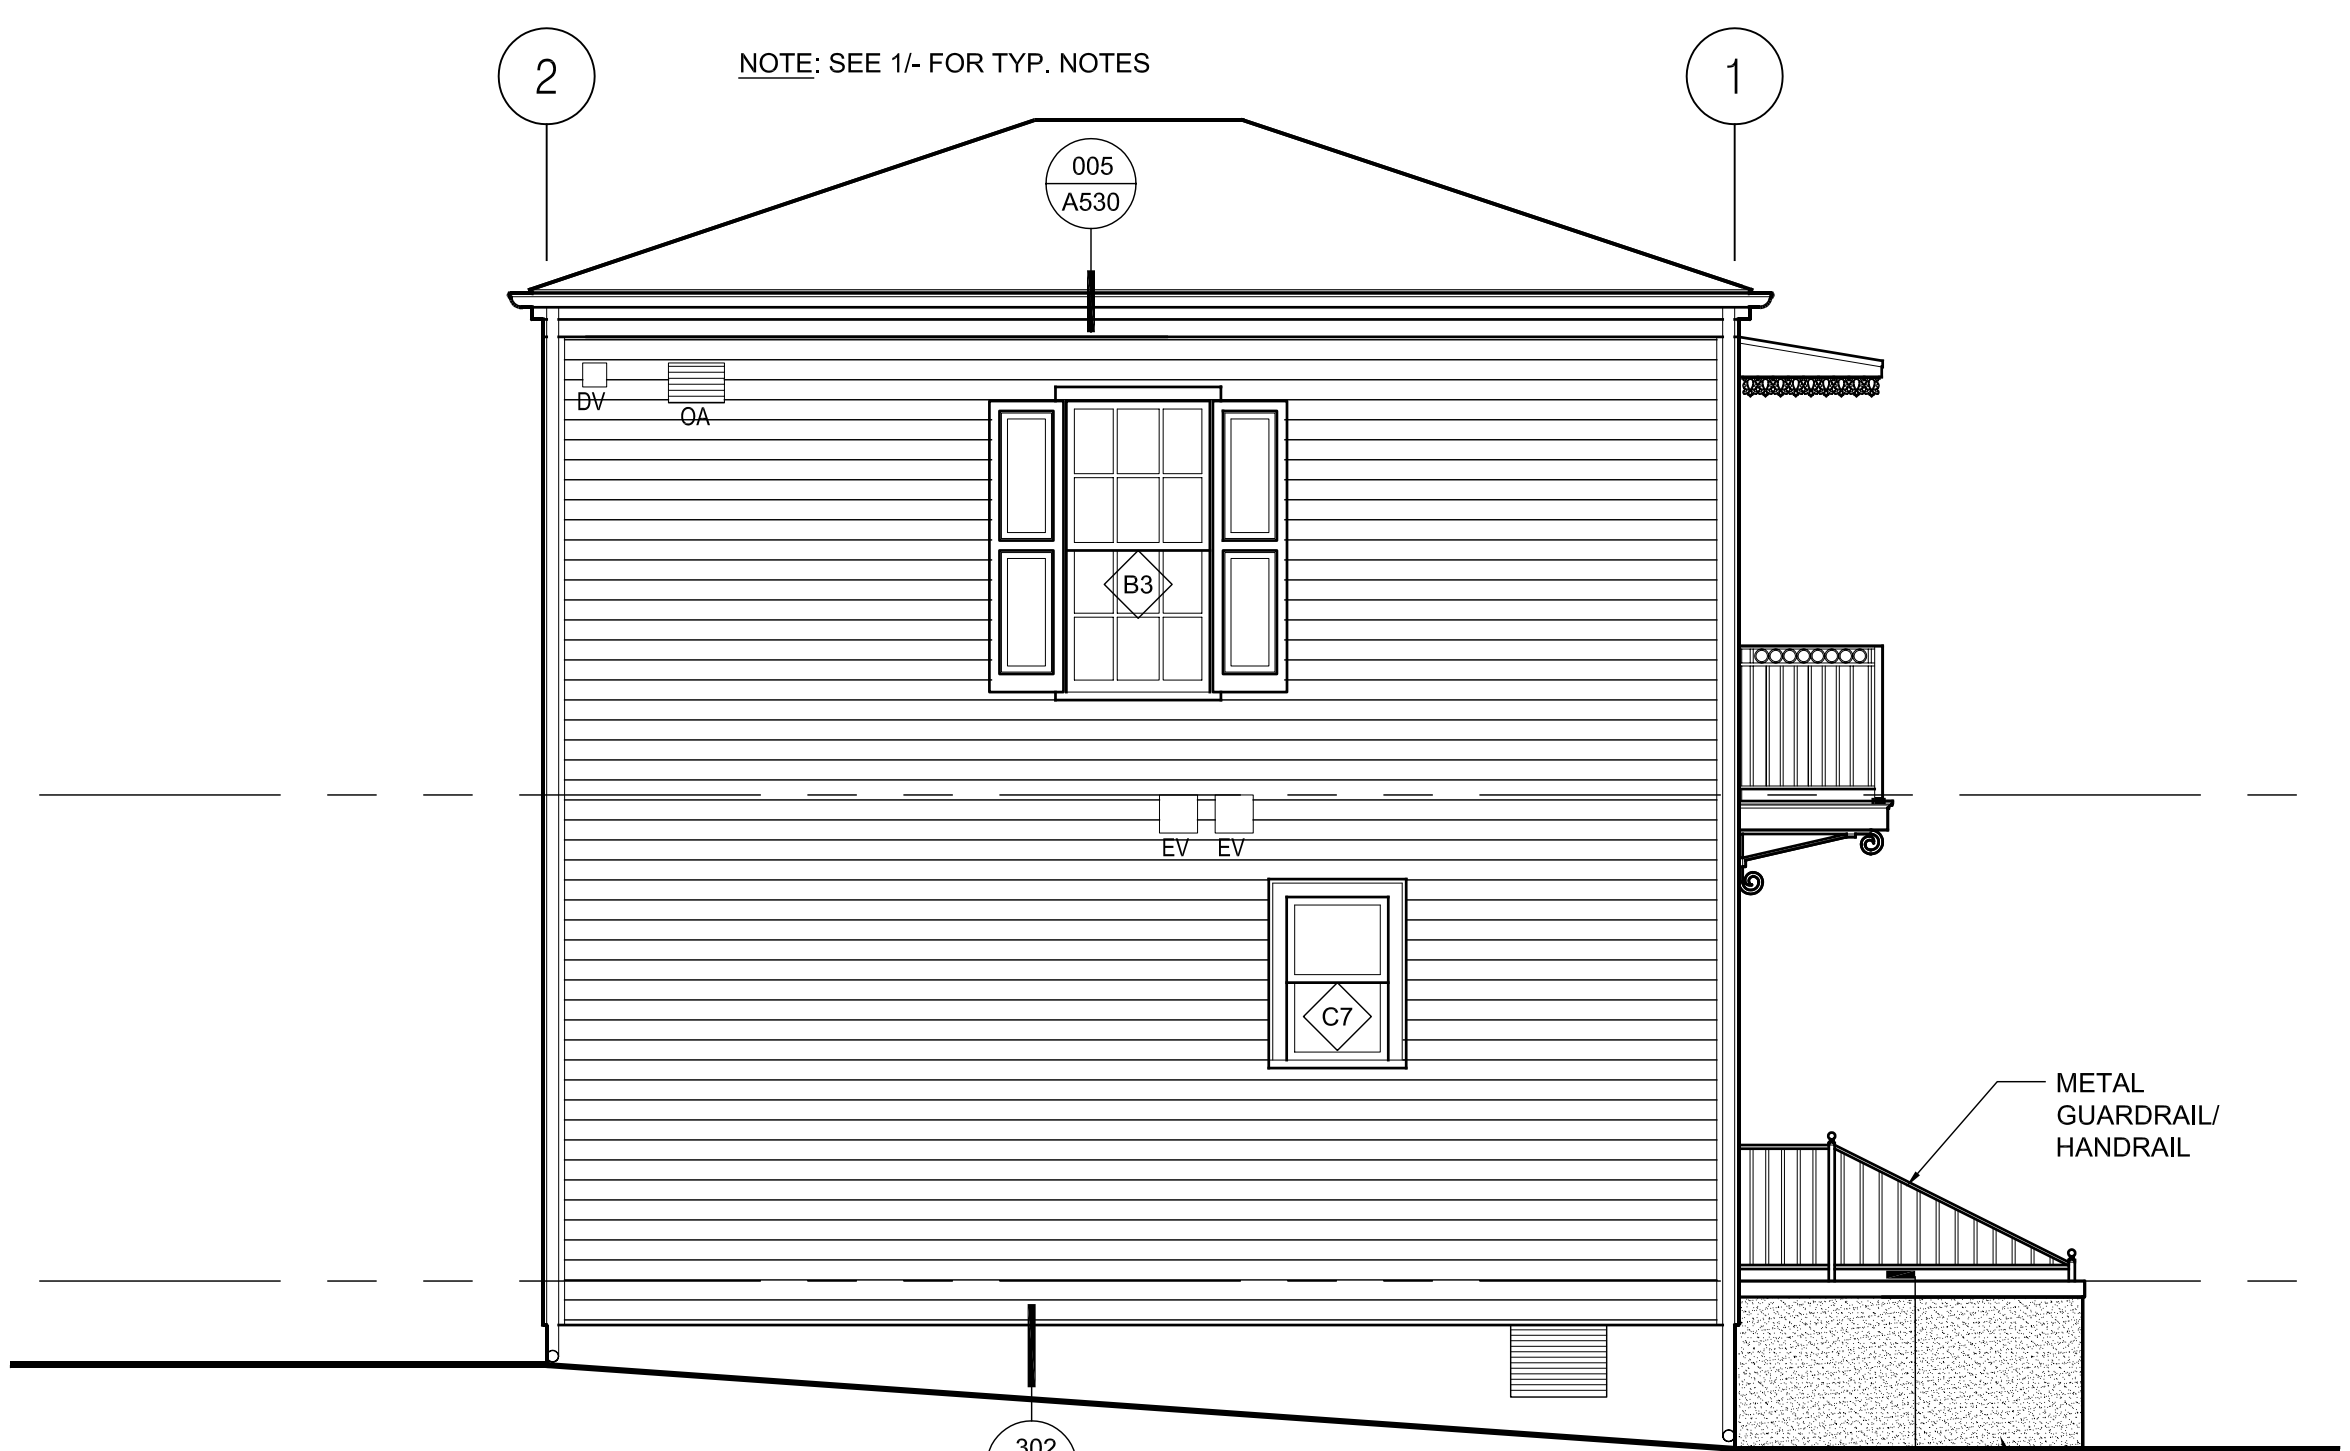 2
NOTE: SEE 1/- FOR TYP. NOTES
1
005
A530
DV
OA
B3
EV EV
C7
METAL
GUARDRAIL/
HANDRAIL
302